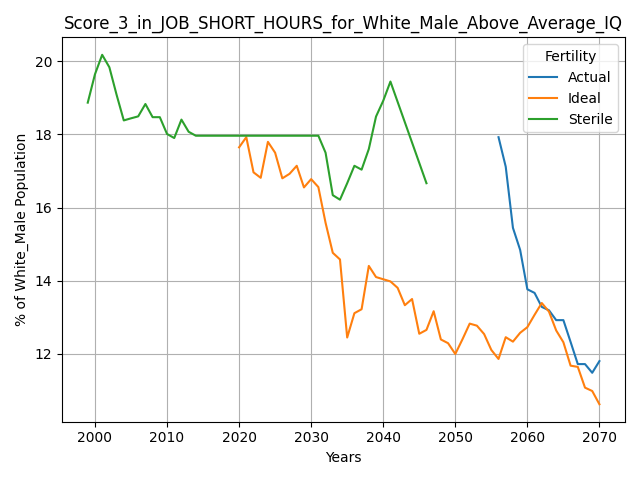 Score_3_in_JOB_SHORT_HOURS_for_White_Male_Above_Average_IQ
Fertility
Actual
Ideal
Sterile
% of White_Male Population
20
18
16
14
12
2000 2010 2020 2030 2040 2050 2060 2070
Years